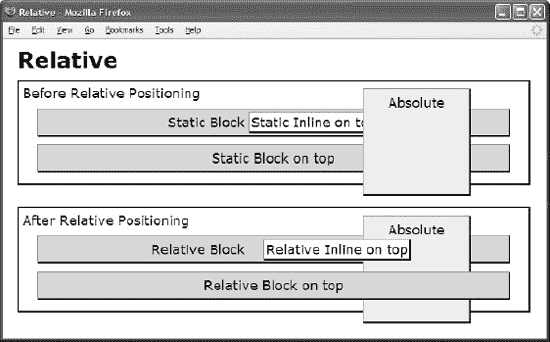 Relative - Mozilla Firefox
File Edit View Go Bookmarks Tools Help
Relative
Before Relative Positioning
Absolute
Static Block Static Inline on to
Static Block on top
After Relative Positioning
Absolute
Relative Block Relative Inline on top
Relative Block on top